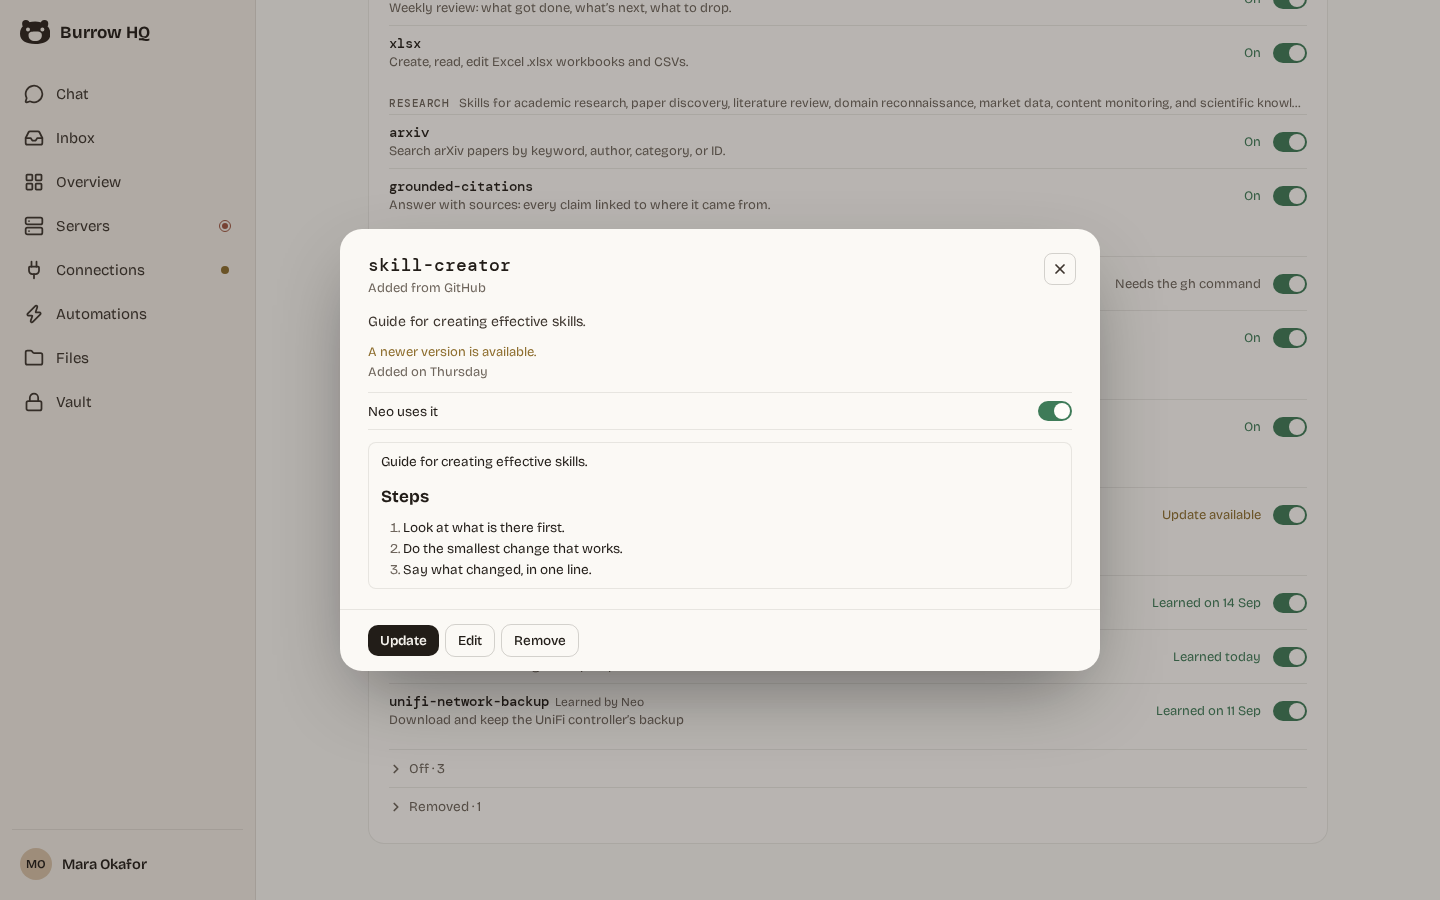 Burrow HQ
Chat
Inbox
Overview
Servers
Connections
Automations
Files
Vault
MO Mara Okafor
Weekly review: what got done, what's next, what to drop.
xlsx
On
Create, read, edit Excel .xlsx workbooks and CSVs.
RESEARCH Skills for academic research, paper discovery, literature review, domain reconnaissance, market data, content monitoring, and scientific knowl...
arxiv
On
Search arXiv papers by keyword, author, category, or ID.
grounded-citations
On
Answer with sources: every claim linked to where it came from.
skill-creator
Added from GitHub
Guide for creating effective skills.
A newer version is available.
Added on Thursday
Neo uses it
Guide for creating effective skills.
Steps
1. Look at what is there first.
2. Do the smallest change that works.
3. Say what changed, in one line.
Update Edit Remove
Needs the gh command
On
On
Update available
Learned on 14 Sep
Learned today
unifi-network-backup Learned by Neo
Learned on 11 Sep
Download and keep the UniFi controller's backup
Off · 3
Removed · 1